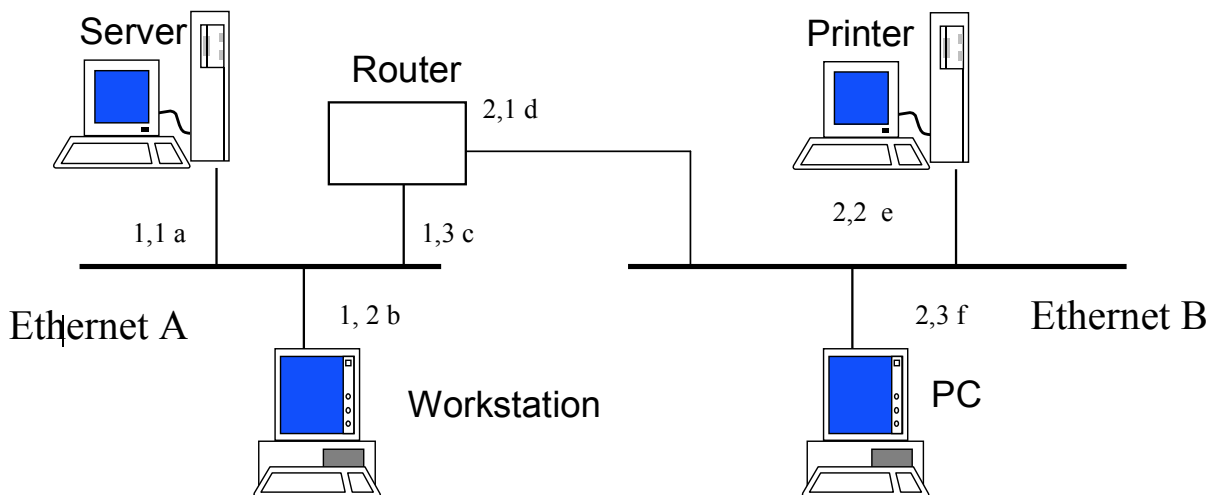 Server
Printer
Router
2,1 d
2,2 e
1,1 a
1,3 c
1, 2 b
2,3 f
Ethernet A
Ethernet B
Workstation
PC